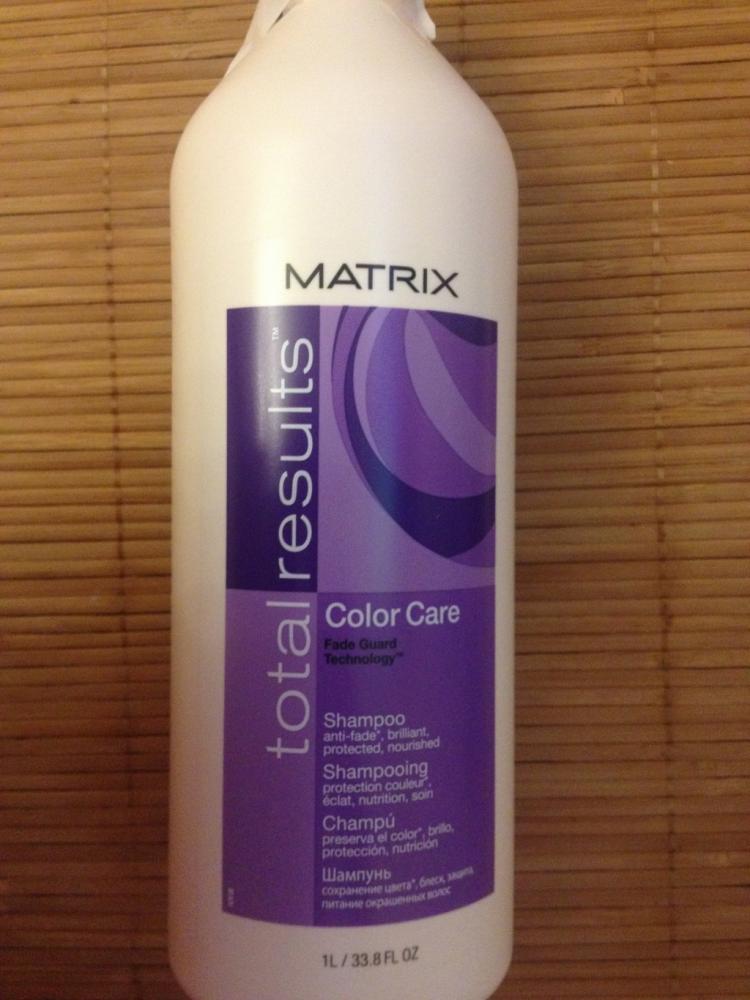 MATRIX
total results™
Color Care
Fade Guard
Technology™
Shampoo
anti-fade*, brilliant,
protected, nourished
Shampooing
protection couleur*,
éclat, nutrition, soin
Champú
preserva el color*, brillo,
protección, nutrición
Шампунь
сохранение цвета*, блеск, защита,
питание окрашенных волос
1L / 33.8 FL OZ